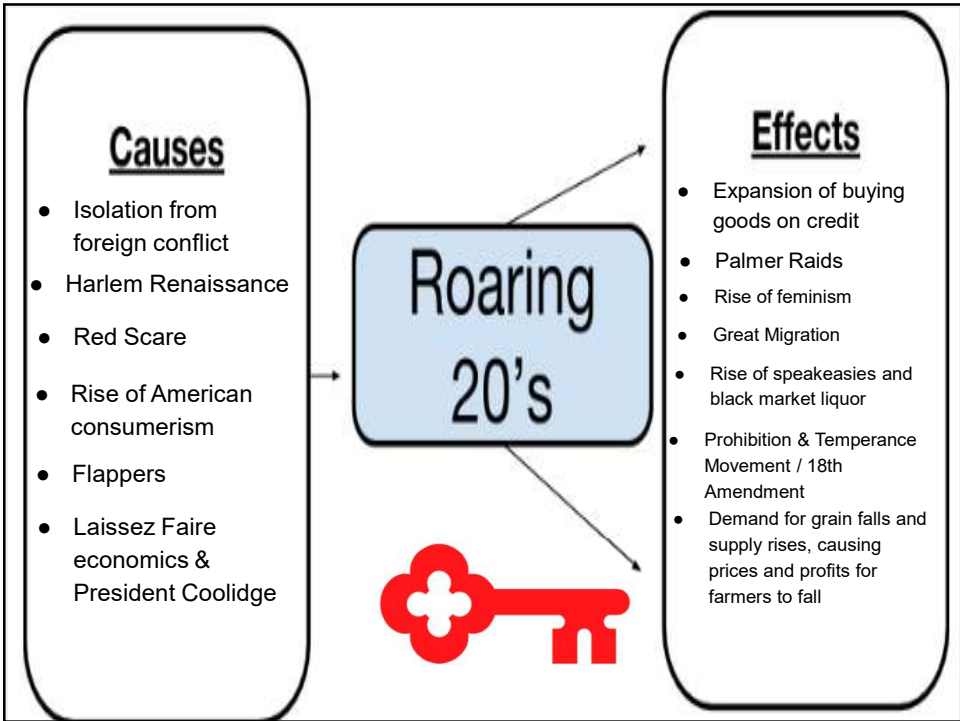 Causes
● Isolation from
foreign conflict
● Harlem Renaissance
● Red Scare
● Rise of American
consumerism
● Flappers
● Laissez Faire
economics &
President Coolidge
Roaring
20's
Effects
● Expansion of buying
goods on credit
● Palmer Raids
● Rise of feminism
● Great Migration
● Rise of speakeasies and
black market liquor
● Prohibition & Temperance
Movement / 18th
Amendment
● Demand for grain falls and
supply rises, causing
prices and profits for
farmers to fall